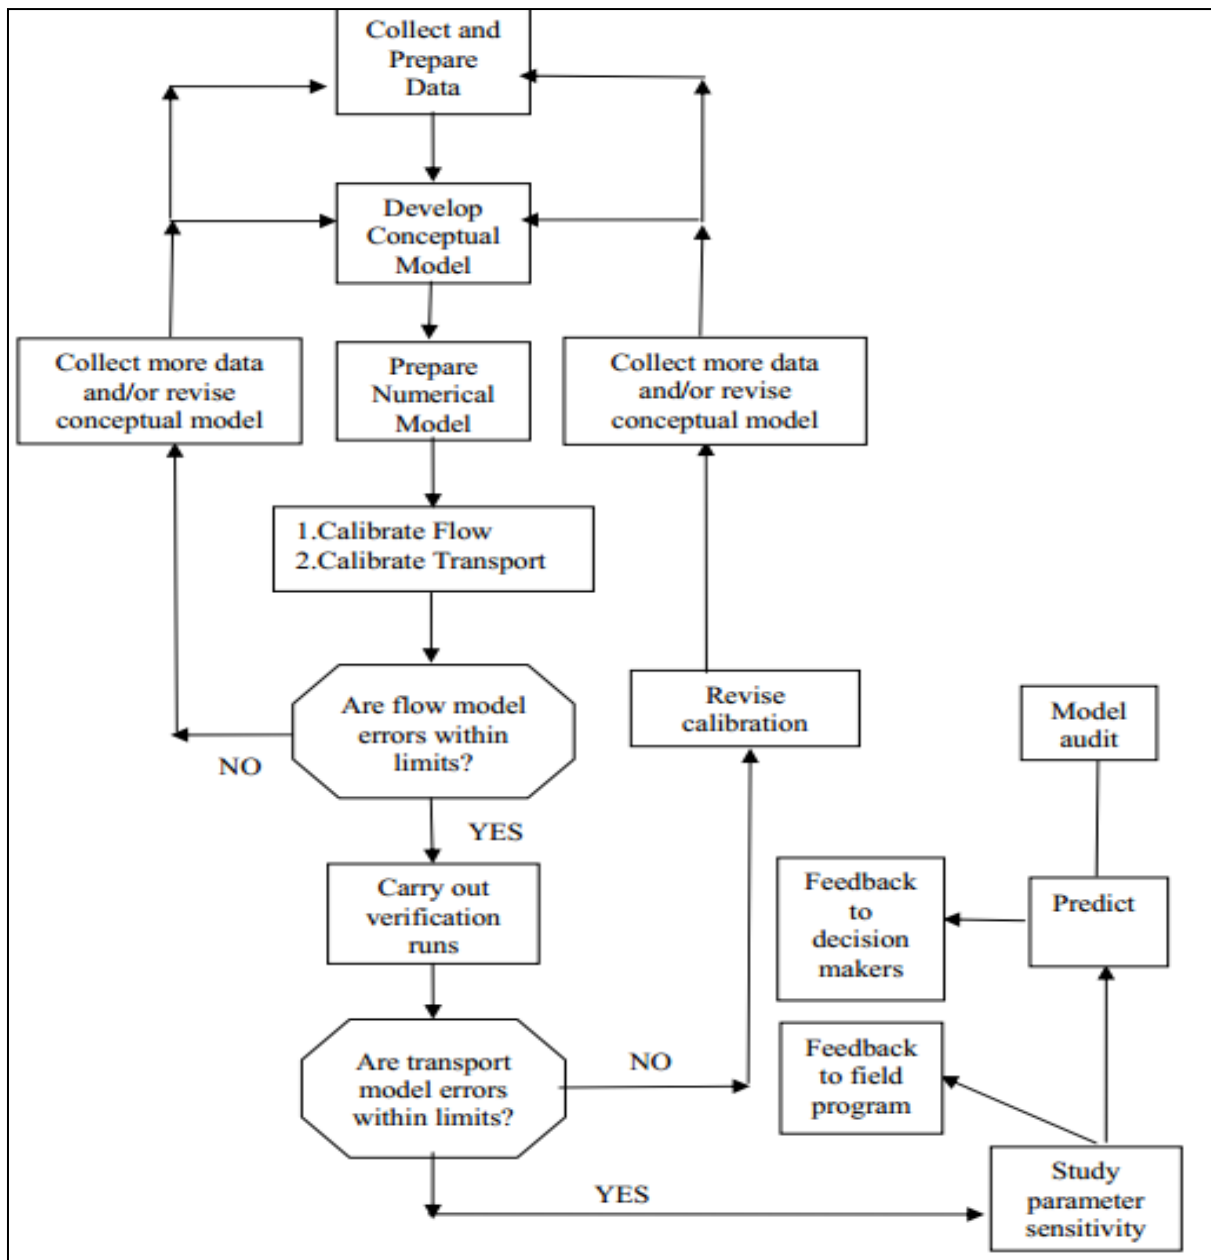 Collect and
Prepare
Data
Develop
Conceptual
Model
Collect more data
and/or revise
conceptual model
Prepare
Numerical
Model
Collect more data
and/or revise
conceptual model
1.Calibrate Flow
2.Calibrate Transport
Are flow model
errors within
limits?
NO
YES
Revise
calibration
Model
audit
Carry out
verification
runs
Feedback
to
decision
makers
Predict
Are transport
model errors
within limits?
NO
YES
Feedback
to field
program
Study
parameter
sensitivity